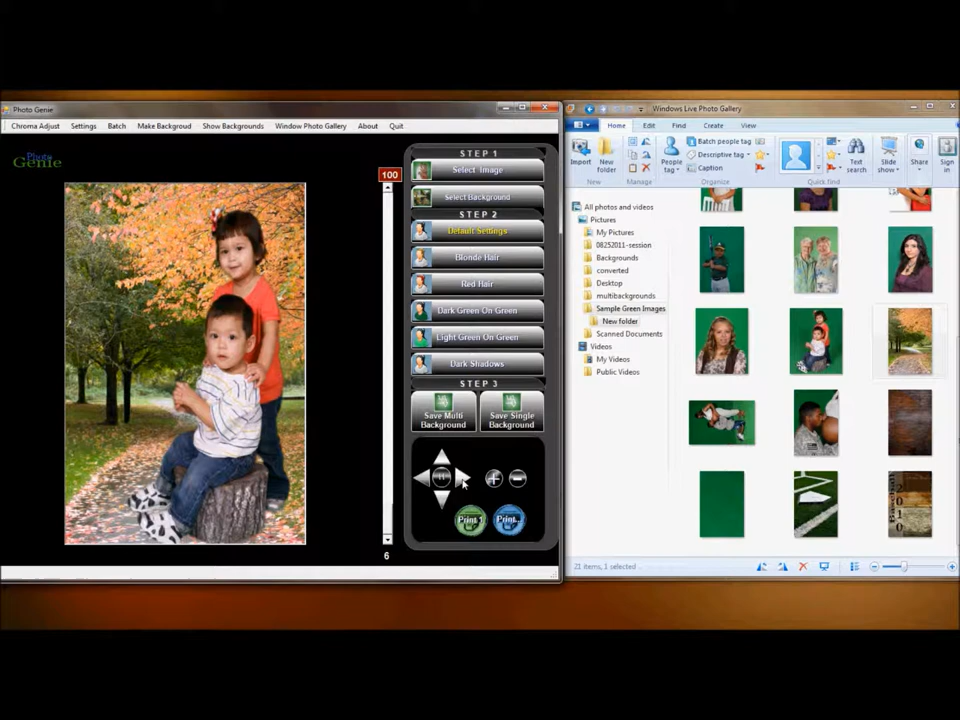 Photo Genie
Chroma Adjust Settings Batch Make Backgroud Show Backgrounds Window Photo Gallery About Quit
Photo
Genie
100
6
STEP 1
Select Image
Select Background
STEP 2
Default Settings
Blonde Hair
Red Hair
Dark Green On Green
Light Green On Green
Dark Shadows
STEP 3
Save Multi
Background
Save Single
Background
Print 1
Print...
Windows Live Photo Gallery
Home Edit Find Create View
Import
New
folder
New
Manage
People
tag
Batch people tag
Descriptive tag
Caption
Organize
Quick find
Text
search
Slide
show
Share
Sign
in
All photos and videos
Pictures
My Pictures
08252011-session
Backgrounds
converted
Desktop
multibackgrounds
Sample Green Images
New folder
Scanned Documents
Videos
My Videos
Public Videos
Baseball
2010
21 items, 1 selected